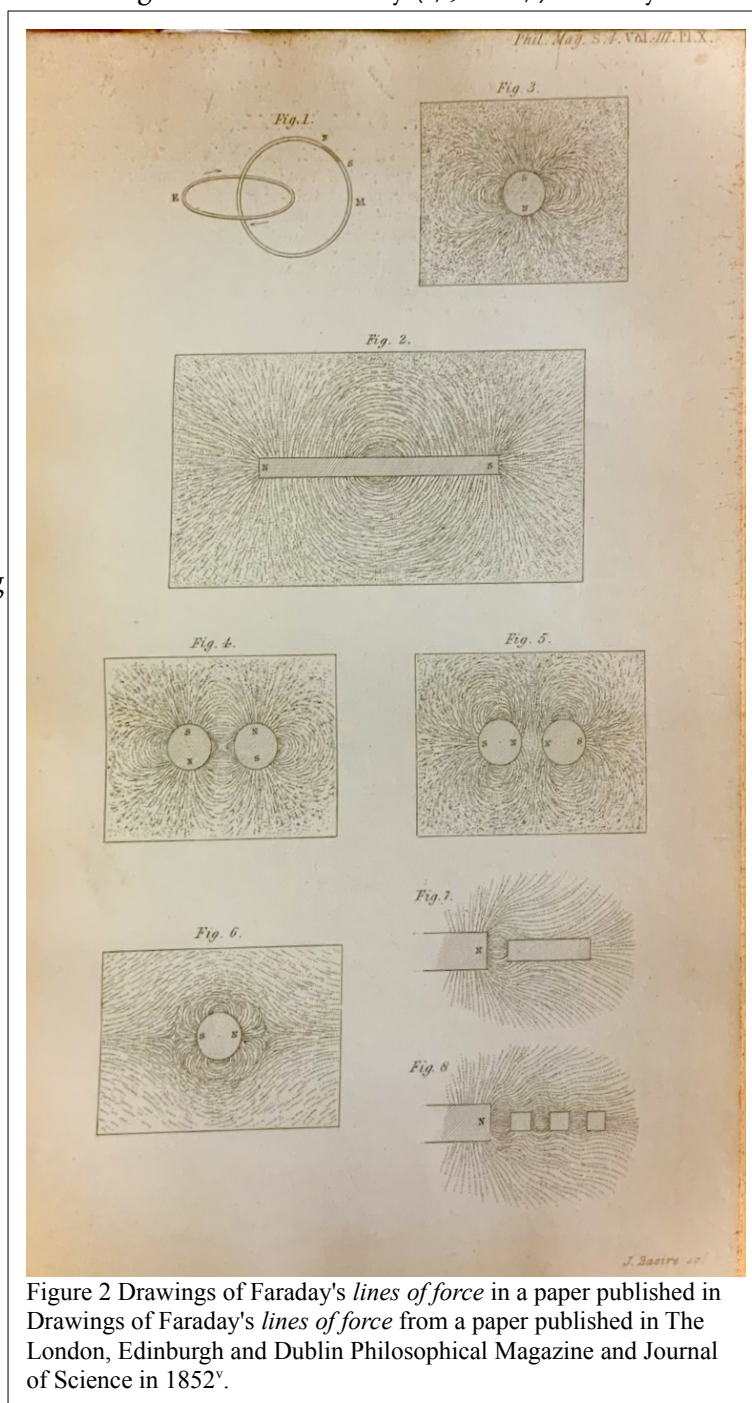 Phil. Mag. S. 4. Vol. III. Pl. X.
Fig. 1.
N
S
E
M
Fig. 3.
S
N
Fig. 2.
N
S
Fig. 4.
S
N
N
S
Fig. 5.
S
N
N
S
Fig. 6.
S
N
Fig. 7.
N
Fig. 8
N
J. Basire
Figure 2 Drawings of Faraday's lines of force in a paper published in
Drawings of Faraday's lines of force from a paper published in The
London, Edinburgh and Dublin Philosophical Magazine and Journal
of Science in 1852ᵛ.